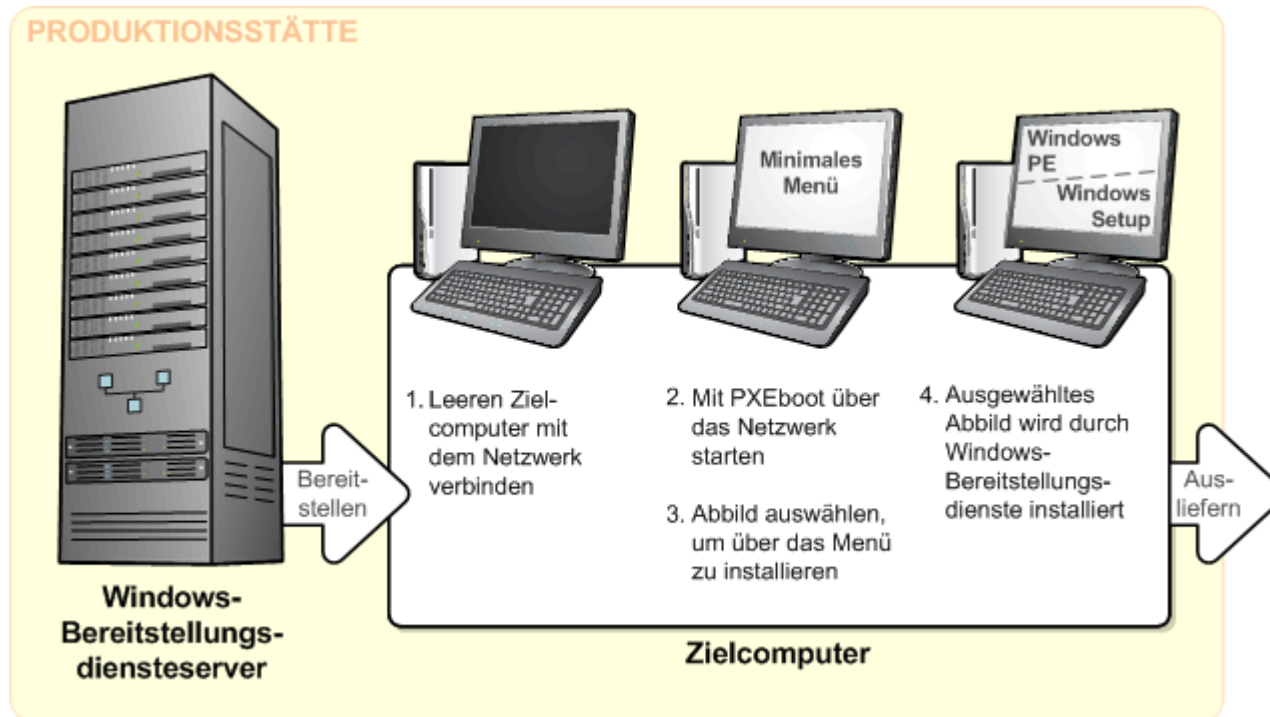 PRODUKTIONSSTÄTTE
Minimales
Menü
Windows
PE
Windows
Setup
Bereit-
stellen
1. Leeren Ziel-
computer mit
dem Netzwerk
verbinden
2. Mit PXEboot über
das Netzwerk
starten
3. Abbild auswählen,
um über das Menü
zu installieren
4. Ausgewähltes
Abbild wird durch
Windows-
Bereitstellungs-
dienste installiert
Aus-
liefern
Windows-
Bereitstellungs-
diensteserver
Zielcomputer